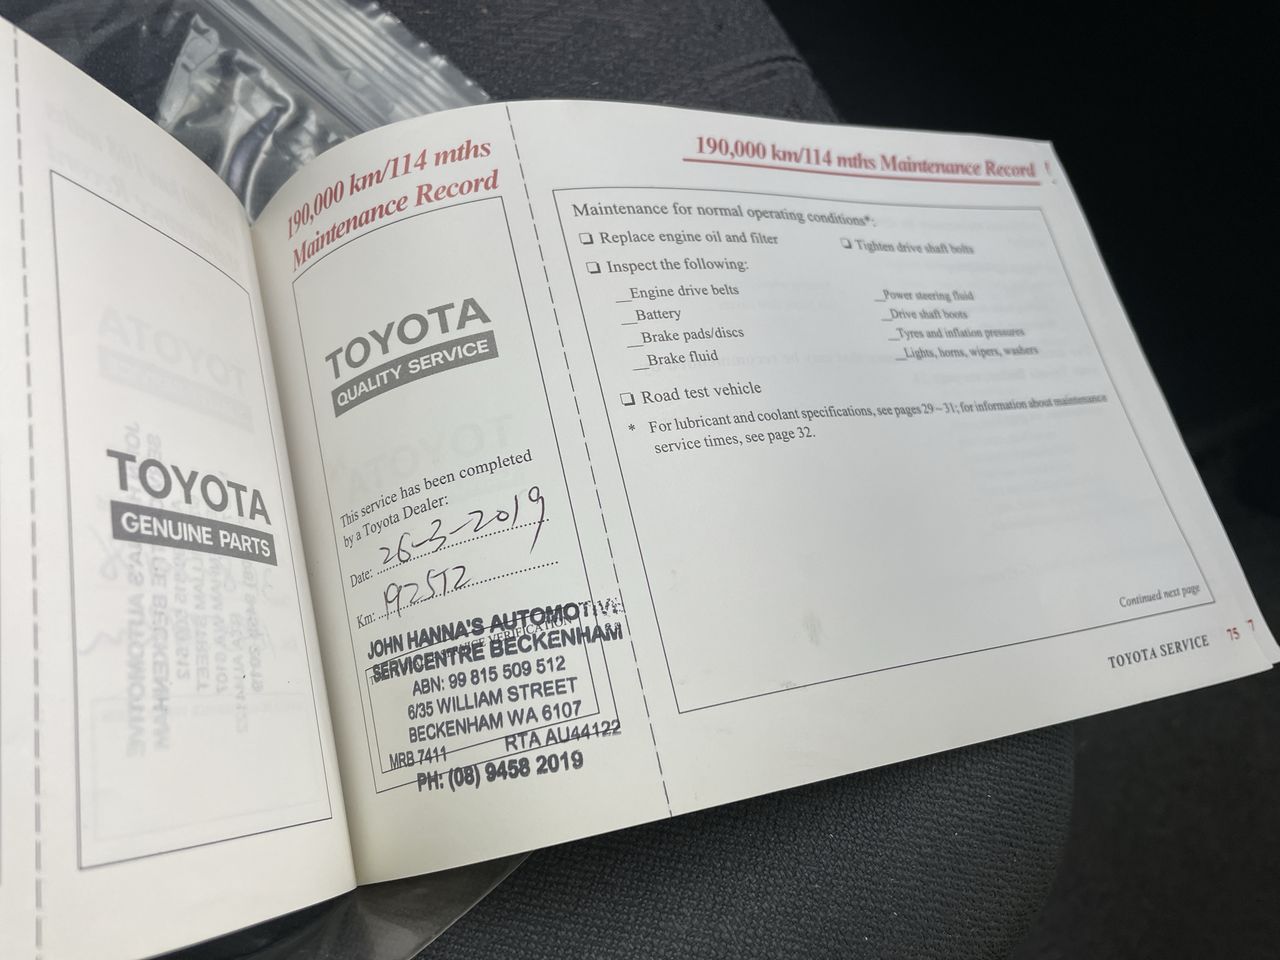 TOYOTA
GENUINE PARTS
190,000 km/114 mths
Maintenance Record
TOYOTA
QUALITY SERVICE
This service has been completed
by a Toyota Dealer:
Date: 26-3-2019
Km: 192512
JOHN HANNA'S AUTOMOTIVE
SERVICENTRE BECKENHAM
ABN: 99 815 509 512
6/35 WILLIAM STREET
BECKENHAM WA 6107
MRB 7411 RTA AU44122
PH: (08) 9458 2019
190,000 km/114 mths Maintenance Record
Maintenance for normal operating conditions*:
❏ Replace engine oil and filter
❏ Tighten drive shaft bolts
❏ Inspect the following:
__Engine drive belts
__Battery
__Brake pads/discs
__Brake fluid
__Power steering fluid
__Drive shaft boots
__Tyres and inflation pressures
__Lights, horns, wipers, washers
❏ Road test vehicle
* For lubricant and coolant specifications, see pages 29 – 31; for information about maintenance
service times, see page 32.
Continued next page
TOYOTA SERVICE 75 7